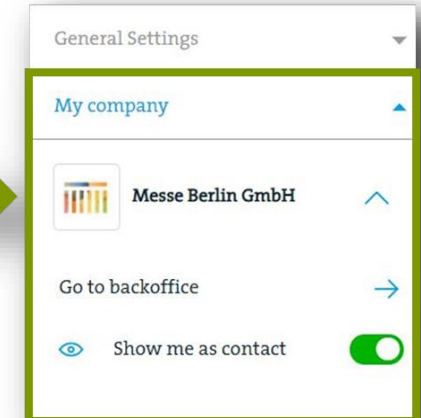 General Settings
My company
Messe Berlin GmbH
Go to backoffice
Show me as contact